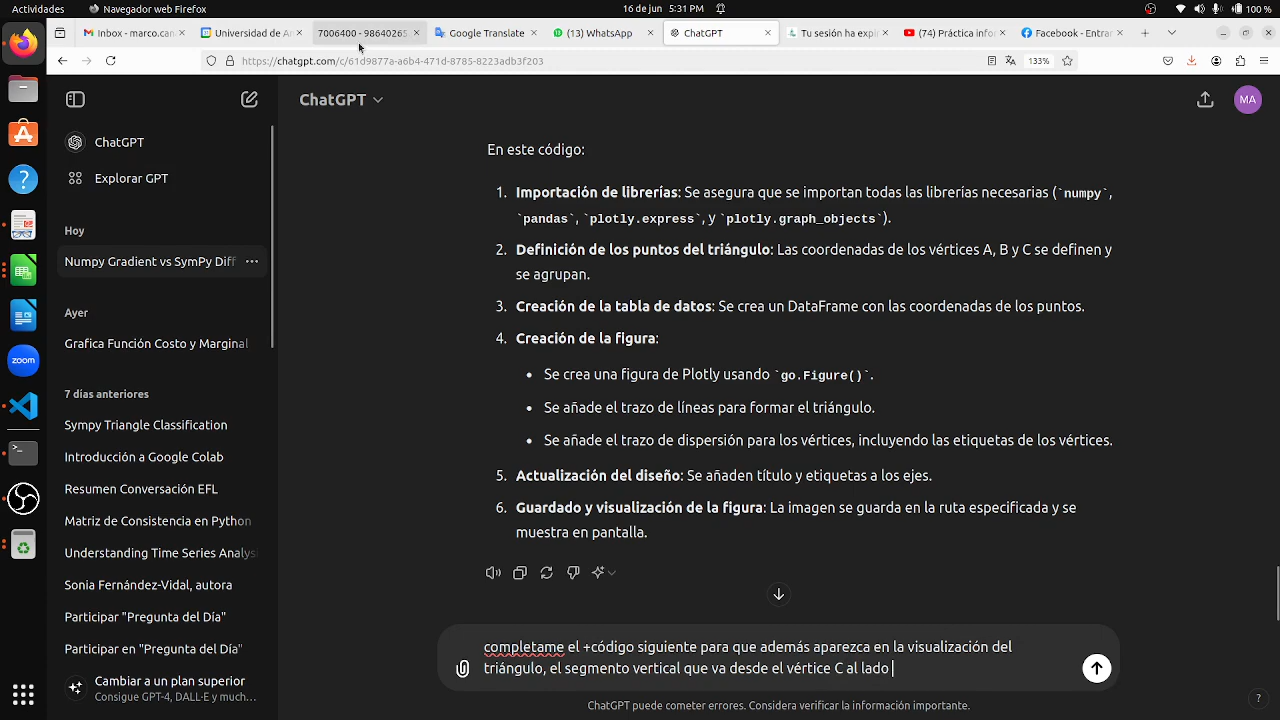 Actividades
Navegador web Firefox
16 de jun 5:31 PM
100 %
Inbox - marco.can
Universidad de An
7006400 - 98640265
Google Translate
(13) WhatsApp
ChatGPT
Tu sesión ha expi
(74) Práctica infor
Facebook - Entrar
https://chatgpt.com/c/61d9877a-a6b4-471d-8785-8223adb3f203
133%
ChatGPT
MA
ChatGPT
Explorar GPT
Hoy
Numpy Gradient vs SymPy Diff
Ayer
Grafica Función Costo y Marginal
7 días anteriores
Sympy Triangle Classification
Introducción a Google Colab
Resumen Conversación EFL
Matriz de Consistencia en Python
Understanding Time Series Analys
Sonia Fernández-Vidal, autora
Participar "Pregunta del Día"
Participar en "Pregunta del Día"
Cambiar a un plan superior
Consigue GPT-4, DALL·E y much...
En este código:
1. Importación de librerías: Se asegura que se importan todas las librerías necesarias (`numpy`,
`pandas`, `plotly.express`, y `plotly.graph_objects`).
2. Definición de los puntos del triángulo: Las coordenadas de los vértices A, B y C se definen y
se agrupan.
3. Creación de la tabla de datos: Se crea un DataFrame con las coordenadas de los puntos.
4. Creación de la figura:
• Se crea una figura de Plotly usando `go.Figure()`.
• Se añade el trazo de líneas para formar el triángulo.
• Se añade el trazo de dispersión para los vértices, incluyendo las etiquetas de los vértices.
5. Actualización del diseño: Se añaden título y etiquetas a los ejes.
6. Guardado y visualización de la figura: La imagen se guarda en la ruta especificada y se
muestra en pantalla.
completame el +código siguiente para que además aparezca en la visualización del
triángulo, el segmento vertical que va desde el vértice C al lado
ChatGPT puede cometer errores. Considera verificar la información importante.
?
zoom